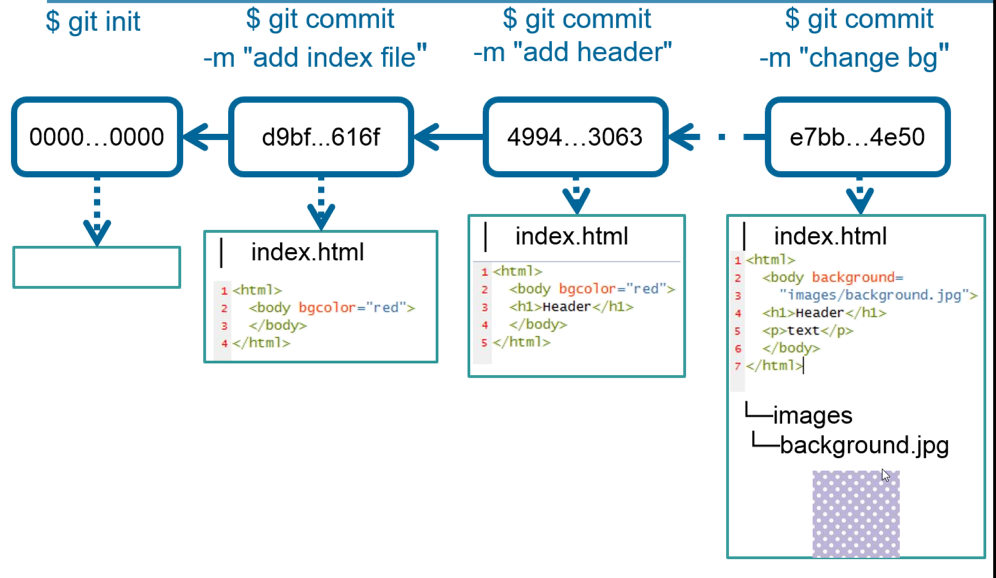 $ git init
$ git commit
-m "add index file"
$ git commit
-m "add header"
$ git commit
-m "change bg"
0000...0000
d9bf...616f
4994...3063
e7bb...4e50
index.html
1 <html>
2 <body bgcolor="red">
3 </body>
4 </html>
index.html
1 <html>
2 <body bgcolor="red">
3 <h1>Header</h1>
4 </body>
5 </html>
index.html
1 <html>
2 <body background=
3 "images/background.jpg">
4 <h1>Header</h1>
5 <p>text</p>
6 </body>
7 </html>
images
background.jpg